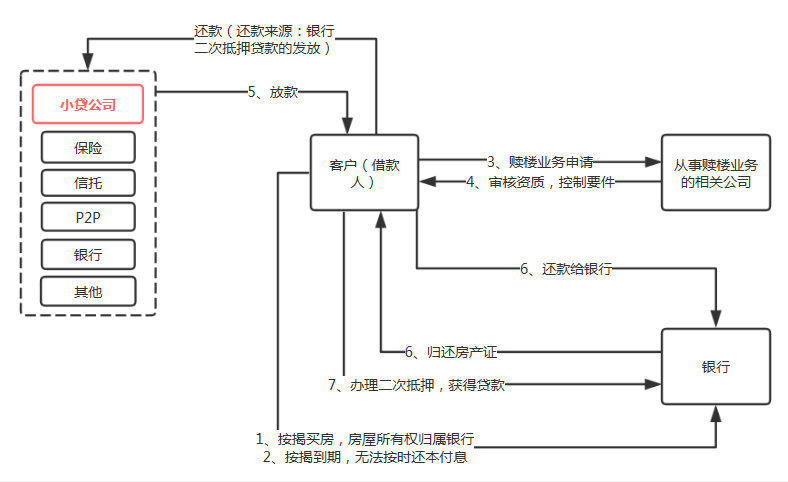 还款（还款来源：银行
二次抵押贷款的发放）
小贷公司
保险
信托
P2P
银行
其他
5、放款
客户（借款
人）
3、赎楼业务申请
4、审核资质，控制要件
从事赎楼业务
的相关公司
6、还款给银行
6、归还房产证
银行
7、办理二次抵押，获得贷款
1、按揭买房，房屋所有权归属银行
2、按揭到期，无法按时还本付息